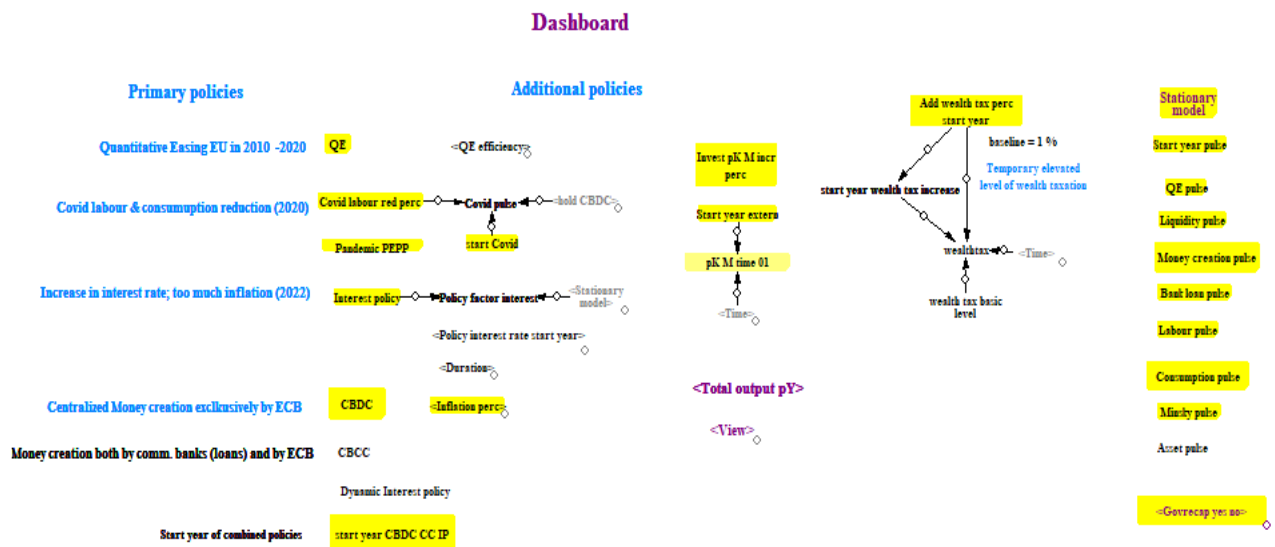 Dashboard
Primary policies
Additional policies
Quantitative Easing EU in 2010 -2020
QE
<QE efficiency>
Covid labour & consumuption reduction (2020)
Covid labour red perc
Covid pulse
<hold CBDC>
Pandemic PEPP
start Covid
Increase in interest rate; too much inflation (2022)
Interest policy
Policy factor interest
<Stationary
model>
<Policy interest rate start year>
<Duration>
Centralized Money creation exclkusively by ECB
CBDC
<Inflation perc>
Money creation both by comm. banks (loans) and by ECB
CBCC
Dynamic Interest policy
Start year of combined policies
start year CBDC CC IP
Invest pK M incr
perc
Start year extern
pK M time 01
<Time>
<Total output pY>
<View>
Add wealth tax perc
start year
baseline = 1 %
Temporary elevated
level of wealth taxation
start year wealth tax increase
wealthtax
<Time>
wealth tax basic
level
Stationary
model
Start year pulse
QE pulse
Liquidity pulse
Money creation pulse
Bank loan pulse
Labour pulse
Consumption pulse
Minsky pulse
Asset pulse
<Govrecap yes no>